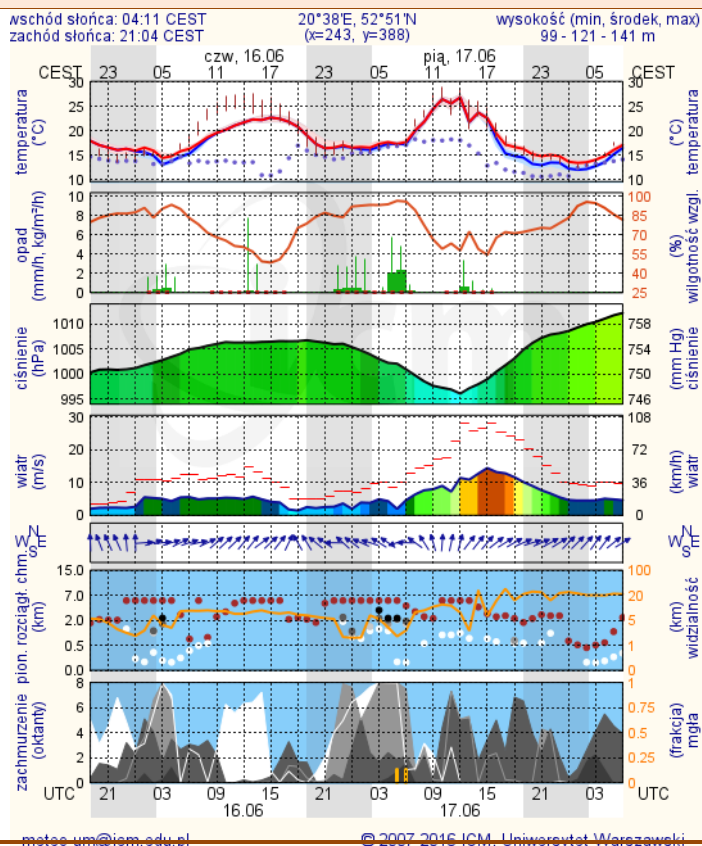 wschód słońca: 04:11 CEST 20°38'E, 52°51'N wysokość (min, środek, max)
zachód słońca: 21:04 CEST (x=243, y=388) 99 - 121 - 141 m
czw, 16.06 pią, 17.06
CEST 23 05 11 17 23 05 11 17 23 05 CEST
temperatura
(°C)
30
25
20
15
10
30
25
20
15
10
(°C)
temperatura
opad
(mm/h, kg/m²/h)
10
8
6
4
2
0
100
85
70
55
40
25
(%)
wilgotność wzgl.
ciśnienie
(hPa)
1010
1005
1000
995
758
754
750
746
(mm Hg)
ciśnienie
wiatr
(m/s)
30
20
10
0
108
72
36
0
(km/h)
wiatr
N
W E
S
N
W E
S
pion. rozciągł. chm.
(km)
15.0
7.0
2.0
0.5
0.0
100
20
5
1
0
(km)
widzialność
zachmurzenie
(oktanty)
8
6
4
2
0
1
0.75
0.5
0.25
0
(frakcja)
mgła
UTC 21 03 09 15 21 03 09 15 21 03 UTC
16.06 17.06
meteo-um@icm.edu.pl © 2007-2016 ICM, Uniwersytet Warszawski